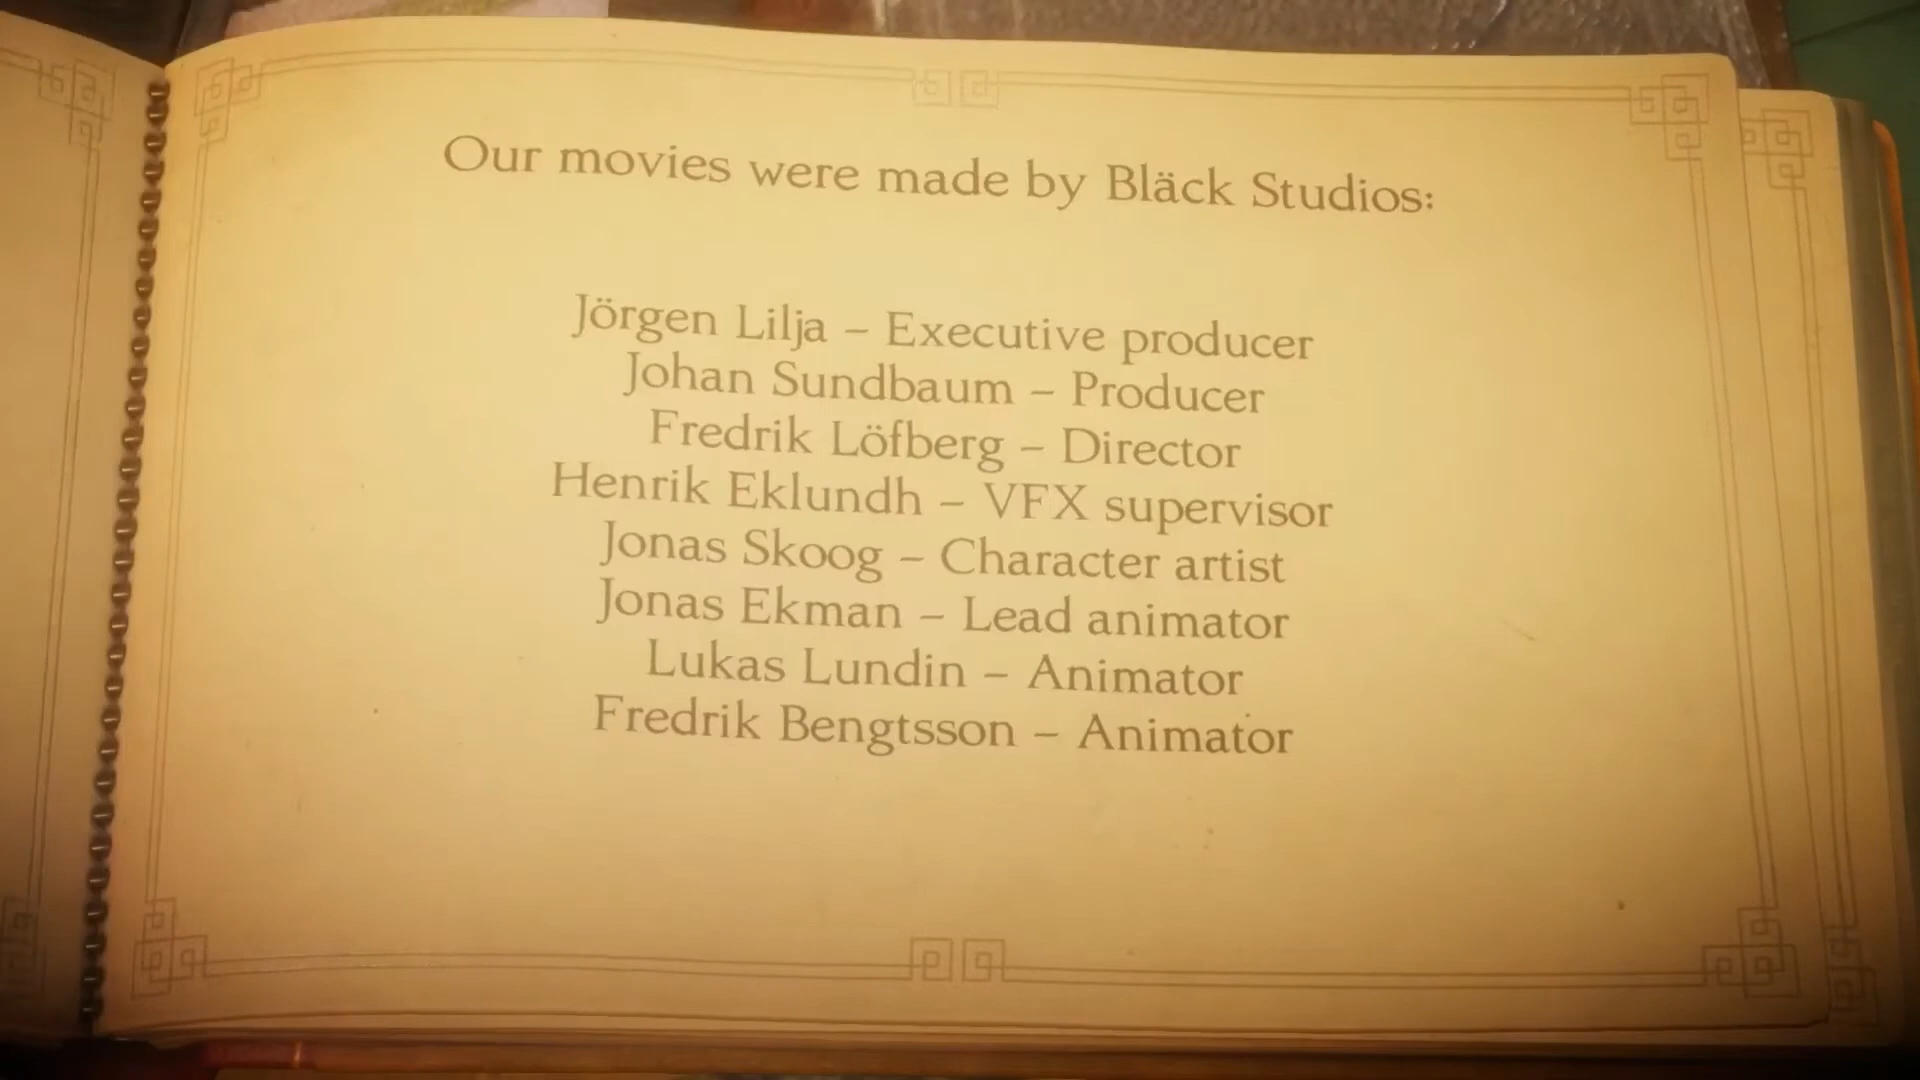 Our movies were made by Bläck Studios:
Jörgen Lilja – Executive producer
Johan Sundbaum – Producer
Fredrik Löfberg – Director
Henrik Eklundh – VFX supervisor
Jonas Skoog – Character artist
Jonas Ekman – Lead animator
Lukas Lundin – Animator
Fredrik Bengtsson – Animator